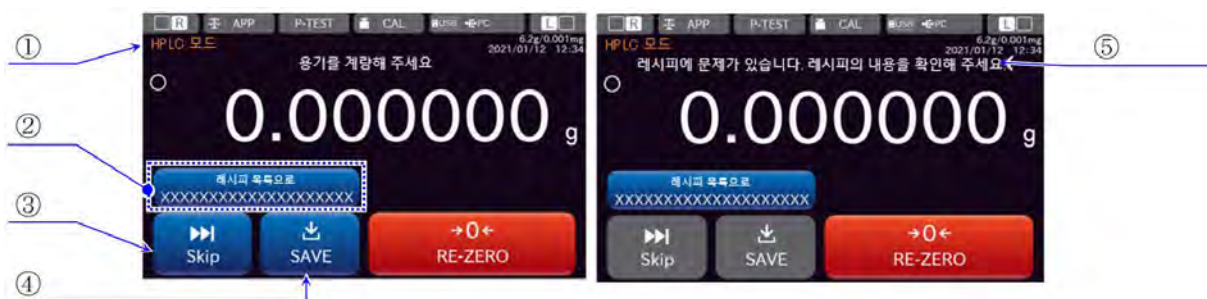 R APP P-TEST CAL USB PC L
HPLC 모드
6.2g/0.001mg
2021/01/12 12:34
용기를 계량해 주세요
0.000000 g
레시피 목록으로
XXXXXXXXXXXXXXXXXXXX
Skip
SAVE
→0←
RE-ZERO
①
②
③
④
R APP P-TEST CAL USB PC L
HPLC 모드
6.2g/0.001mg
2021/01/12 12:34
레시피에 문제가 있습니다. 레시피의 내용을 확인해 주세요.
0.000000 g
레시피 목록으로
XXXXXXXXXXXXXXXXXXXX
Skip
SAVE
→0←
RE-ZERO
⑤